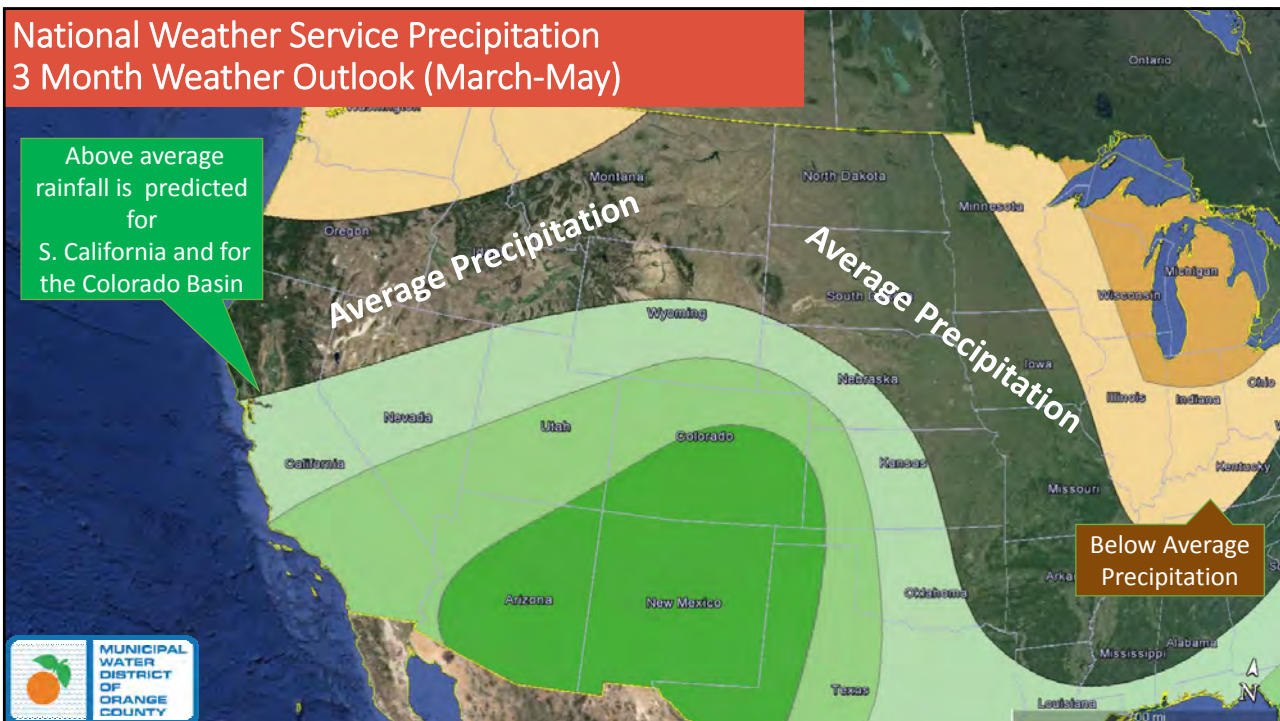 National Weather Service Precipitation
3 Month Weather Outlook (March-May)
Ontario
Washington
Above average
rainfall is predicted
for
S. California and for
the Colorado Basin
Montana
North Dakota
Minnesota
Oregon
Average Precipitation
Average Precipitation
Michigan
Wisconsin
South
Wyoming
Iowa
Nebraska
Ohio
Illinois
Indiana
Nevada
Utah
Colorado
California
Kansas
Kentucky
Missouri
Below Average
Precipitation
Arka
Oklahoma
Arizona
New Mexico
Alabama
Mississippi
Texas
Louisiana
N
MUNICIPAL
WATER
DISTRICT
OF
ORANGE
COUNTY